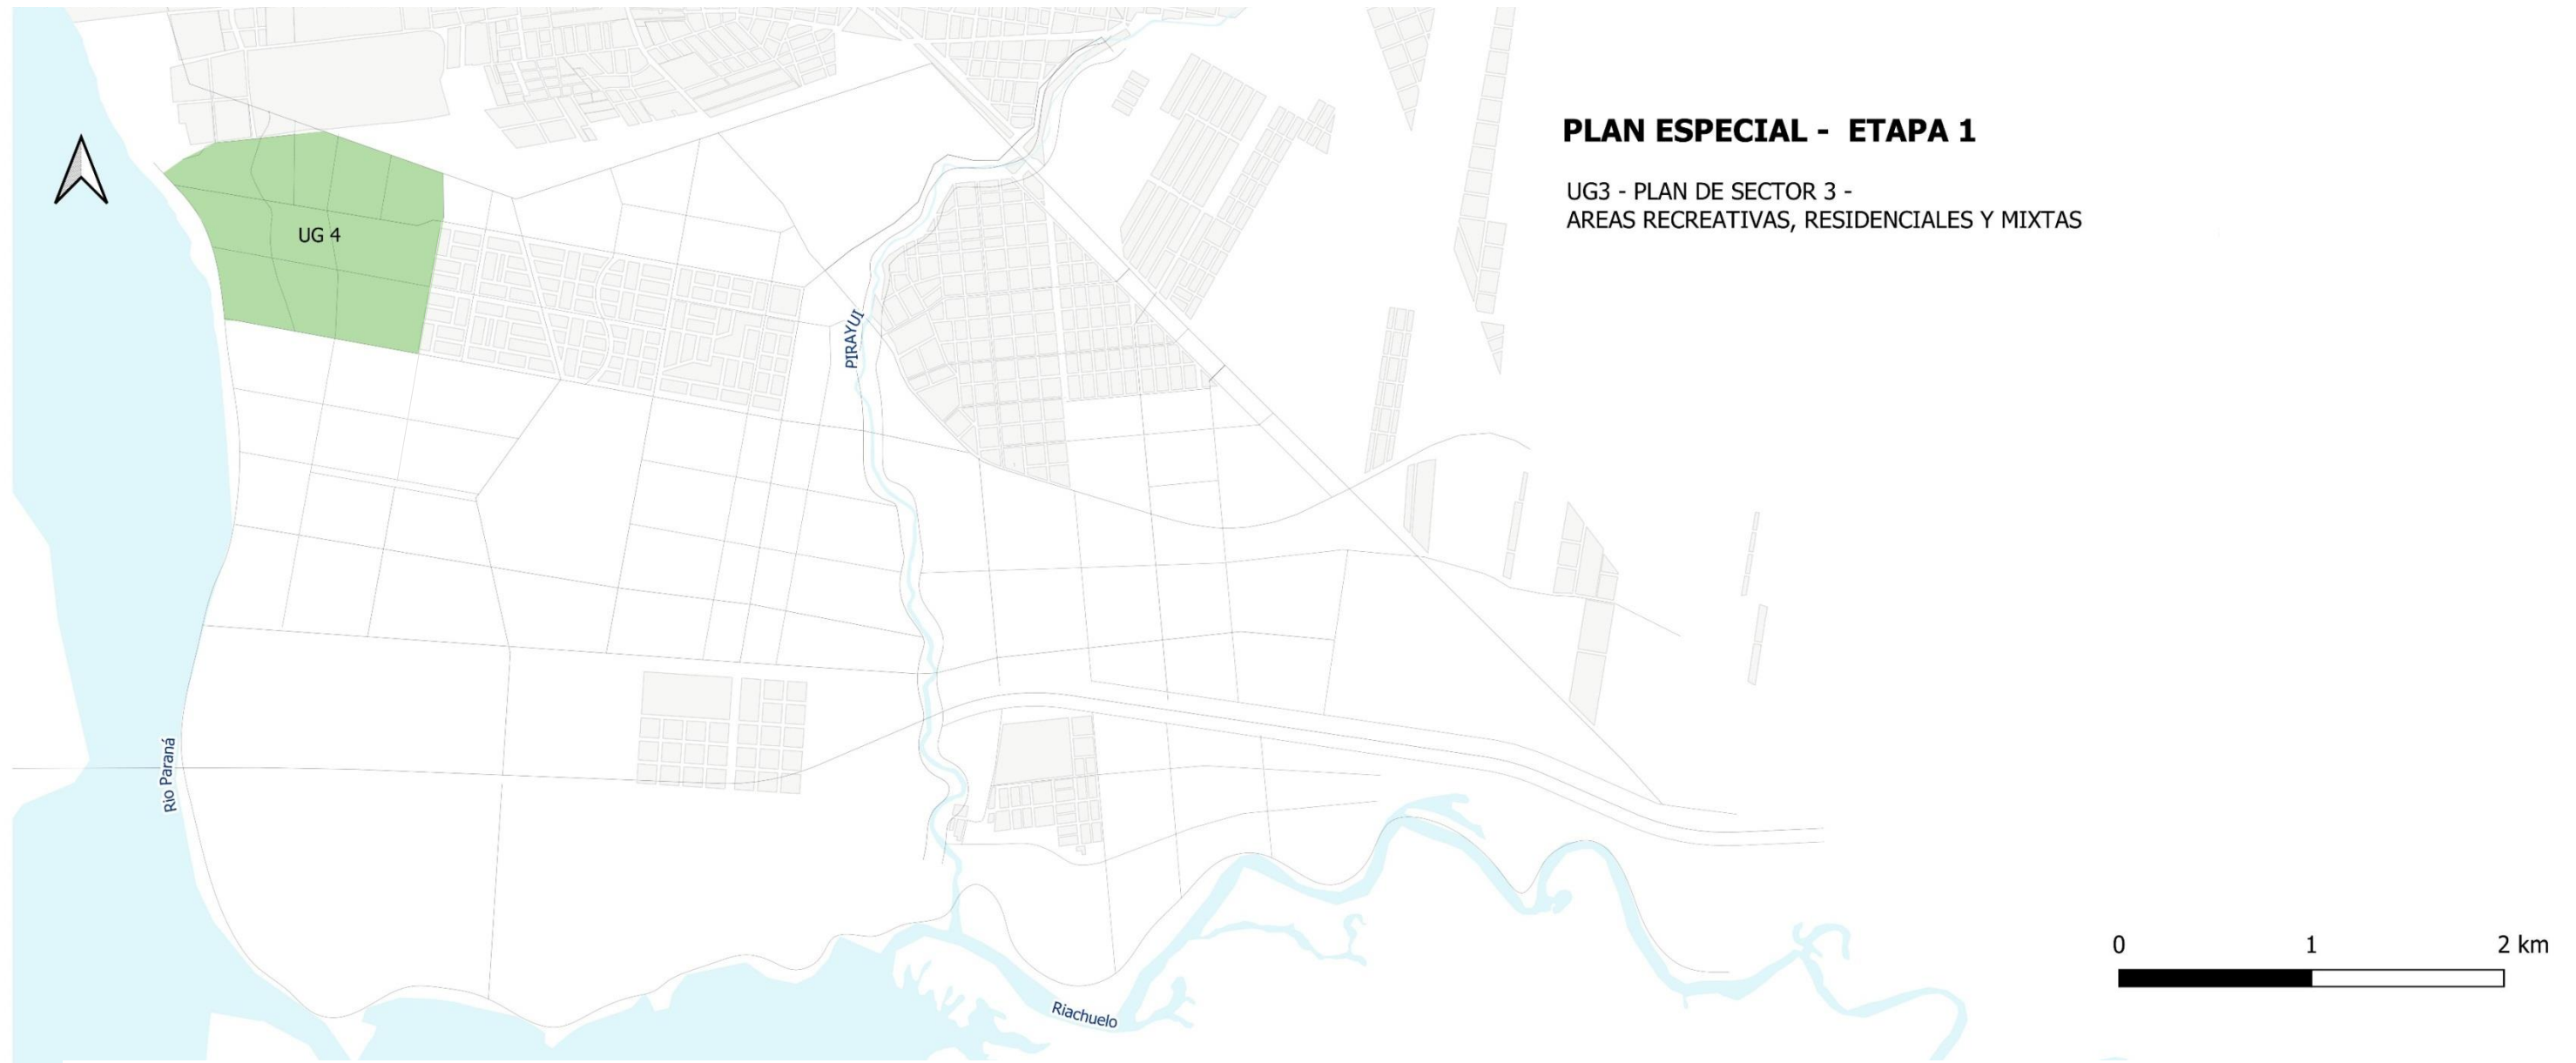 PLAN ESPECIAL - ETAPA 1
UG3 - PLAN DE SECTOR 3 -
AREAS RECREATIVAS, RESIDENCIALES Y MIXTAS
UG 4
PIRAYUI
Rio Paraná
Riachuelo
0 1 2 km